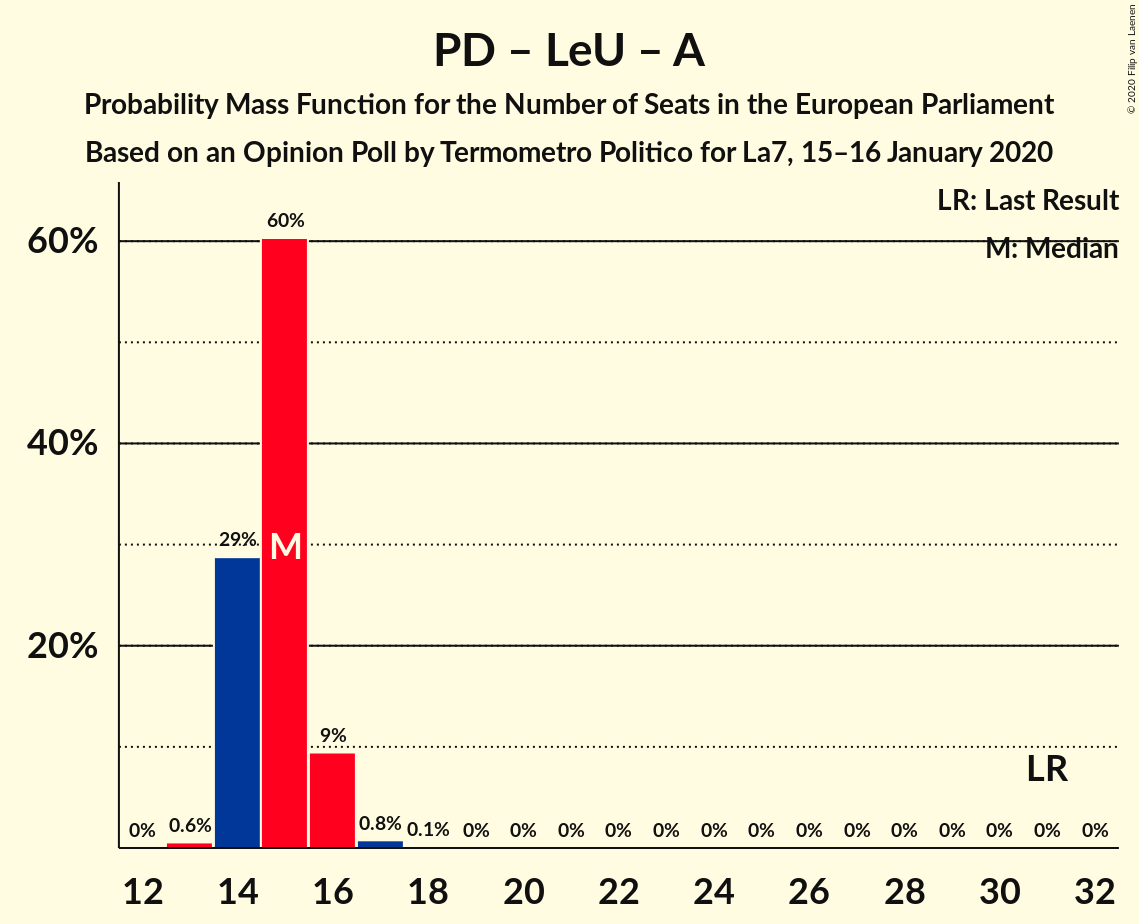 PD – LeU – A
Probability Mass Function for the Number of Seats in the European Parliament
Based on an Opinion Poll by Termometro Politico for La7, 15–16 January 2020
© 2020 Filip van Laenen
LR: Last Result
M: Median
60%
40%
20%
0% 0.6% 29% 60% 9% 0.8% 0.1% 0% 0% 0% 0% 0% 0% 0% 0% 0% 0% 0% 0% 0% 0%
M
LR
12 14 16 18 20 22 24 26 28 30 32